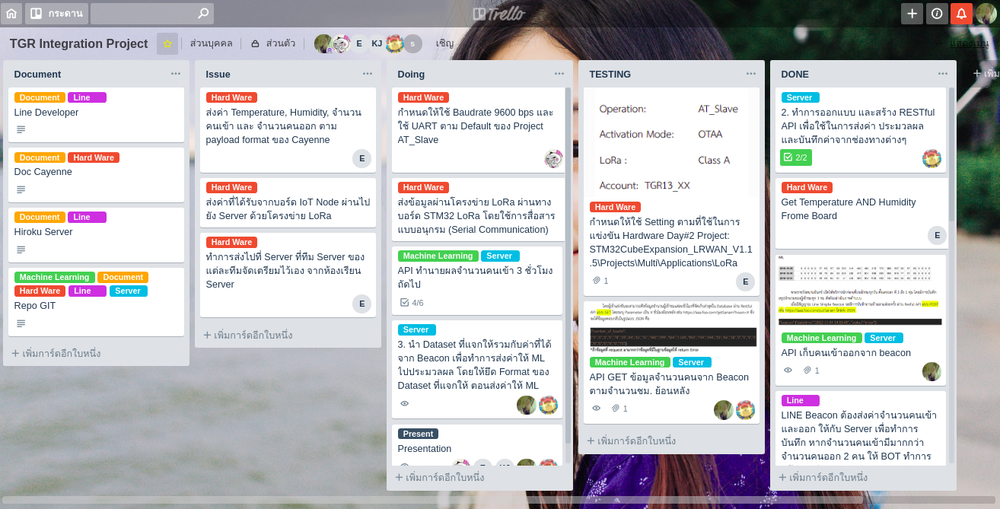 กระดาน
Trello
TGR Integration Project
ส่วนบุคคล
ส่วนตัว
E
KJ
5
เชิญ
แสดงเมนู
Document
Document Line
Line Developer
Document Hard Ware
Doc Cayenne
Document Line
Hiroku Server
Machine Learning Document
Hard Ware Line Server
Repo GIT
+ เพิ่มการ์ดอีกใบหนึ่ง
Issue
Hard Ware
ส่งค่า Temperature, Humidity, จำนวน
คนเข้า และ จำนวนคนออก ตาม
payload format ของ Cayenne
E
Hard Ware
ส่งค่าที่ได้รับจากบอร์ด IoT Node ผ่านไป
ยัง Server ด้วยโครงข่าย LoRa
Hard Ware
ทำการส่งไปที่ Server ที่ทีม Server ของ
แต่ละทีมจัดเตรียมไว้เอง จากห้องเรียน
Server
E
+ เพิ่มการ์ดอีกใบหนึ่ง
Doing
Hard Ware
กำหนดให้ใช้ Baudrate 9600 bps และ
ใช้ UART ตาม Default ของ Project
AT_Slave
Hard Ware
ส่งข้อมูลผ่านโครงข่าย LoRa ผ่านทาง
บอร์ด STM32 LoRa โดยใช้การสื่อสาร
แบบอนุกรม (Serial Communication)
Machine Learning Server
API ทำนายผลจำนวนคนเข้า 3 ชั่วโมง
ถัดไป
4/6
Server
3. นำ Dataset ที่แจกให้รวมกับค่าที่ได้
จาก Beacon เพื่อทำการส่งค่าให้ ML
ไปประมวลผล โดยให้ยึด Format ของ
Dataset ที่แจกให้ ตอนส่งค่าให้ ML
Present
Presentation
+ เพิ่มการ์ดอีกใบหนึ่ง
TESTING
Operation: AT_Slave
Activation Mode: OTAA
LoRa : Class A
Account: TGR13_XX
Hard Ware
กำหนดให้ใช้ Setting ตามที่ใช้ในการ
แข่งขัน Hardware Day#2 Project:
STM32CubeExpansion_LRWAN_V1.1
.5\Projects\Multi\Applications\LoRa
1
E
Machine Learning Server
API GET ข้อมูลจำนวนคนจาก Beacon
ตามจำนวนชม. ย้อนหลัง
1
+ เพิ่มการ์ดอีกใบหนึ่ง
DONE
Server
2. ทำการออกแบบ และสร้าง RESTful
API เพื่อใช้ในการส่งค่า ประมวลผล
และบันทึกค่าจากช่องทางต่างๆ
2/2
Hard Ware
Get Temperature AND Humidity
Frome Board
E
ML
Machine Learning Server
API เก็บคนเข้าออกจาก beacon
1
Line
LINE Beacon ต้องส่งค่าจำนวนคนเข้า
และออก ให้กับ Server เพื่อทำการ
บันทึก หากจำนวนคนเข้ามีมากกว่า
จำนวนคนออก 2 คน ให้ BOT ทำการ
+ เพิ่มการ์ดอีกใบหนึ่ง
+ เพิ่ม